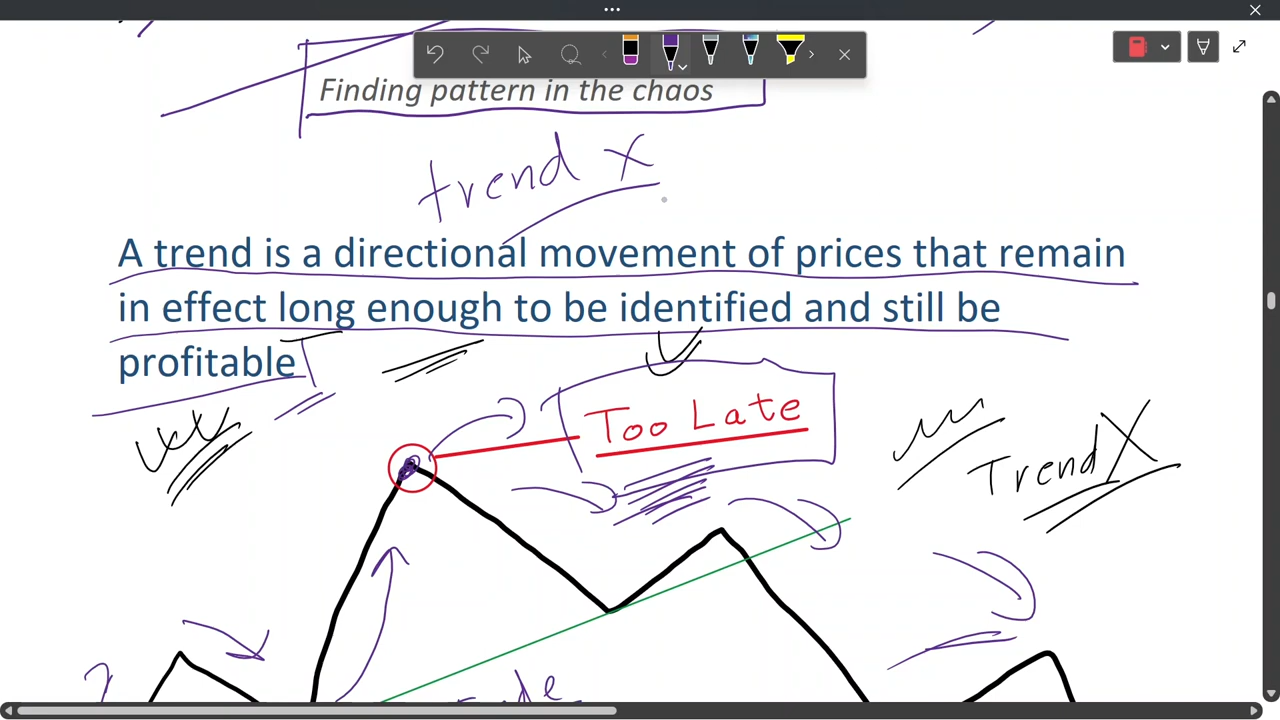 Finding pattern in the chaos
trend X
A trend is a directional movement of prices that remain
in effect long enough to be identified and still be
profitable
Too Late
Trend X